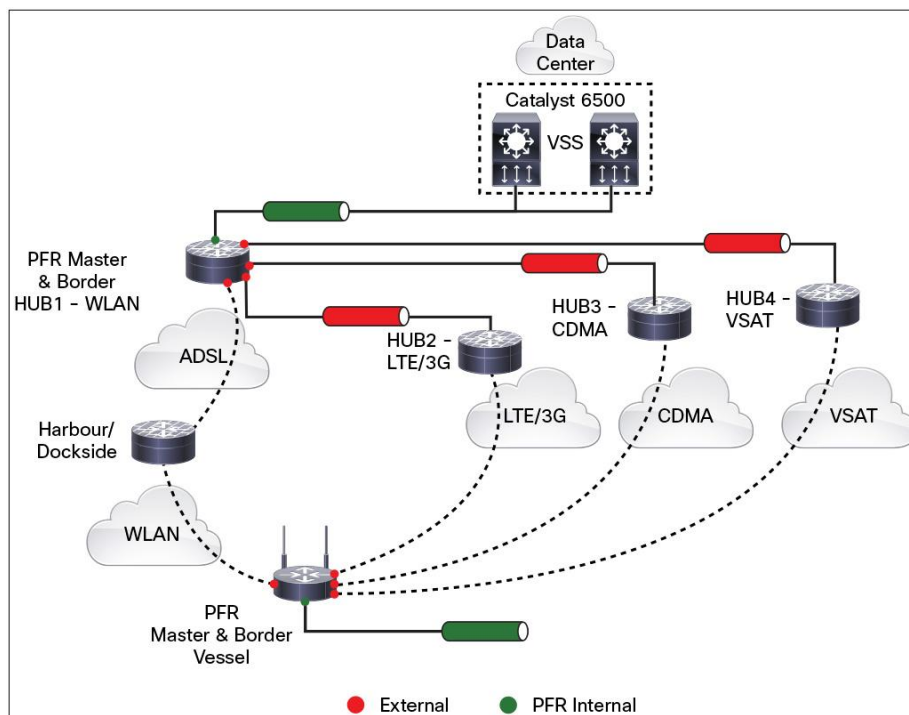 Data
Center
Catalyst 6500
VSS
PFR Master
& Border
HUB1 - WLAN
HUB2 -
LTE/3G
HUB3 -
CDMA
HUB4 -
VSAT
ADSL
LTE/3G
CDMA
VSAT
Harbour/
Dockside
WLAN
PFR
Master & Border
Vessel
External
PFR Internal